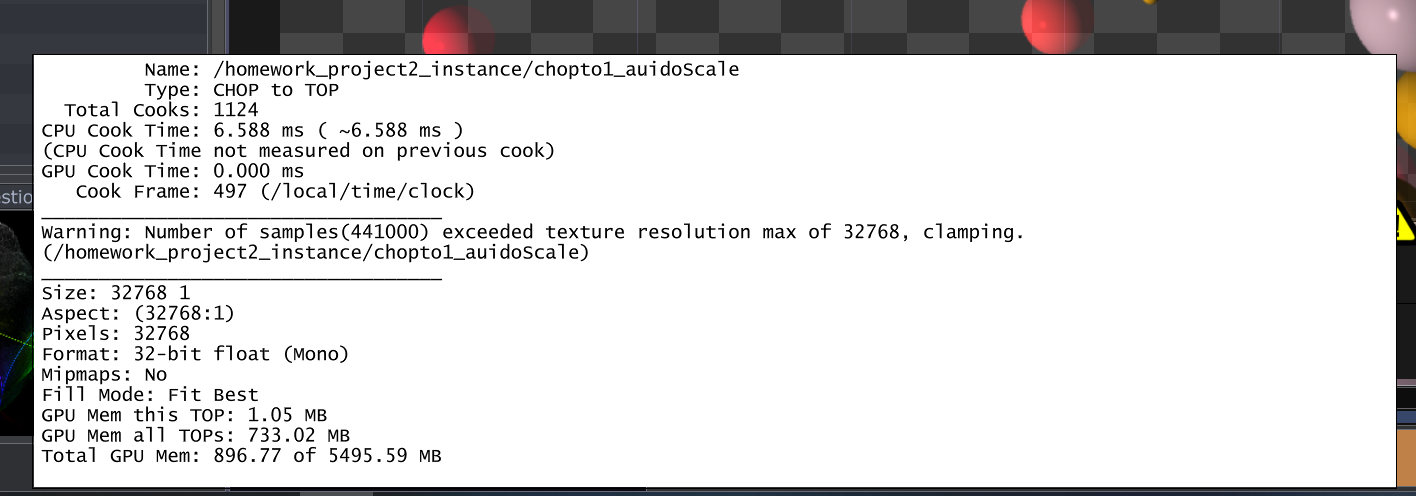 Name: /homework_project2_instance/chopto1_auidoScale
Type: CHOP to TOP
Total Cooks: 1124
CPU Cook Time: 6.588 ms ( ~6.588 ms )
(CPU Cook Time not measured on previous cook)
GPU Cook Time: 0.000 ms
Cook Frame: 497 (/local/time/clock)
Warning: Number of samples(441000) exceeded texture resolution max of 32768, clamping.
(/homework_project2_instance/chopto1_auidoScale)
Size: 32768 1
Aspect: (32768:1)
Pixels: 32768
Format: 32-bit float (Mono)
Mipmaps: No
Fill Mode: Fit Best
GPU Mem this TOP: 1.05 MB
GPU Mem all TOPs: 733.02 MB
Total GPU Mem: 896.77 of 5495.59 MB